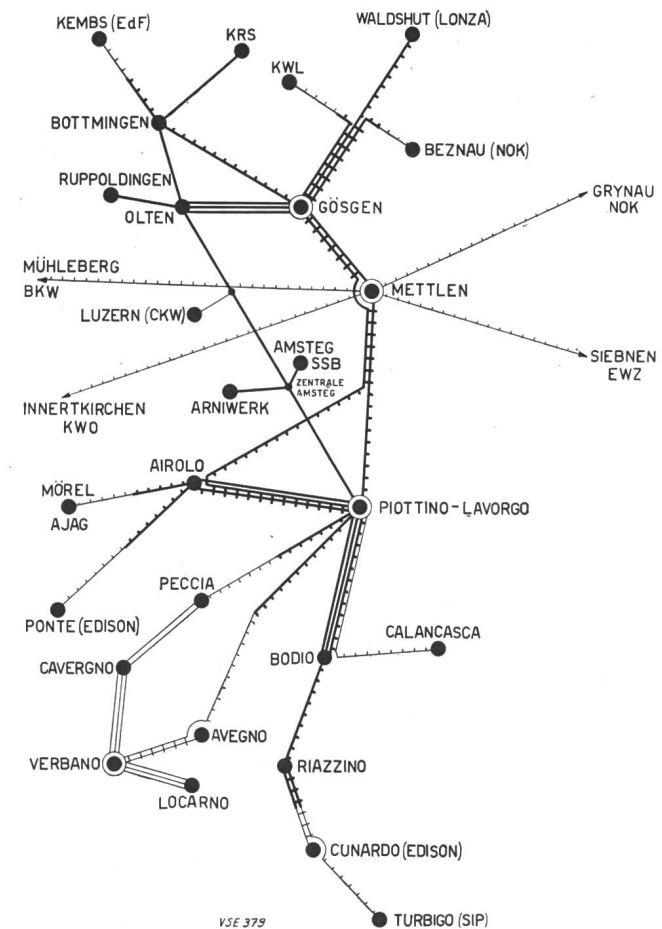 KEMBS (EdF)
KRS
WALDSHUT (LONZA)
KWL
BOTTMINGEN
BEZNAU (NOK)
RUPPOLDINGEN
OLTEN
GÖSGEN
GRYNAU
NOK
MÜHLEBERG
BKW
METTLEN
LUZERN (CKW)
AMSTEG
SSB
ZENTRALE
AMSTEG
SIEBNEN
EWZ
INNERTKIRCHEN
KWO
ARNIWERK
AIROLO
MÖREL
AJAG
PIOTTINO-LAVORGO
PECCIA
PONTE (EDISON)
CALANCASCA
CAVERGNO
BODIO
AVEGNO
VERBANO
RIAZZINO
LOCARNO
CUNARDO (EDISON)
TURBIGO (SIP)
VSE 379